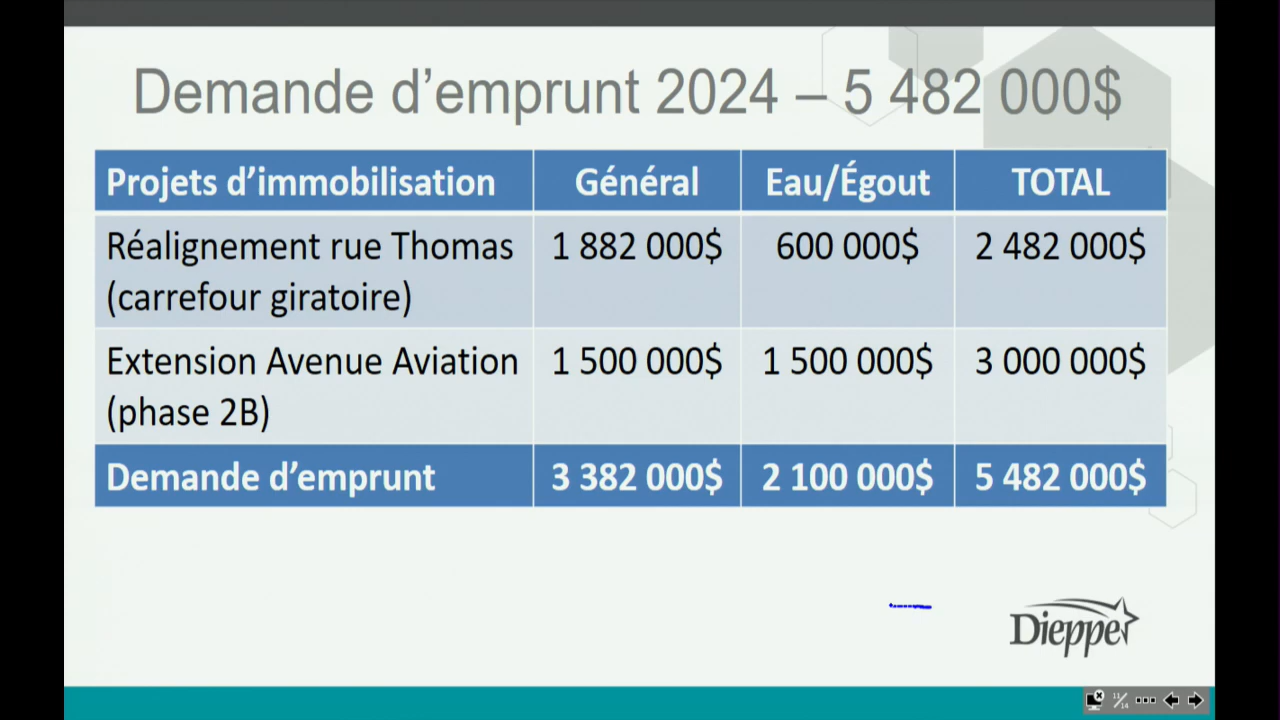 Demande d’emprunt 2024 – 5 482 000$
Projets d’immobilisation Général Eau/Égout TOTAL
Réalignement rue Thomas 1 882 000$ 600 000$ 2 482 000$
(carrefour giratoire)
Extension Avenue Aviation 1 500 000$ 1 500 000$ 3 000 000$
(phase 2B)
Demande d’emprunt 3 382 000$ 2 100 000$ 5 482 000$
Dieppe
11/14